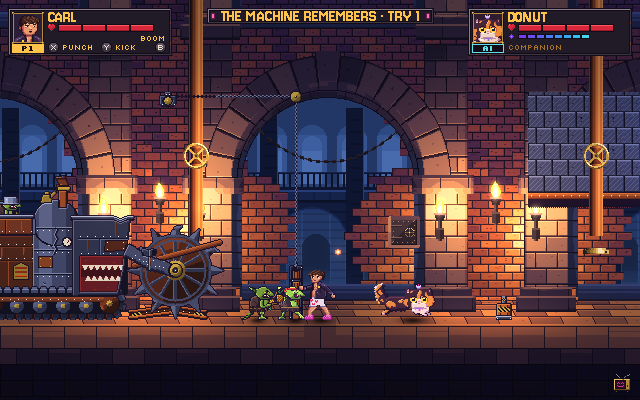 CARL
THE MACHINE REMEMBERS · TRY 1
DONUT
BOOM
P1
X PUNCH Y KICK B
AI
COMPANION